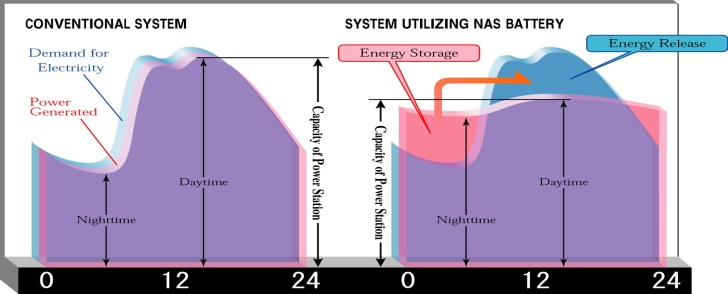 CONVENTIONAL SYSTEM
Demand for
Electricity
Power
Generated
Nighttime
Daytime
Capacity of Power Station
0 12 24
SYSTEM UTILIZING NAS BATTERY
Energy Storage
Energy Release
Capacity of Power Station
Nighttime
Daytime
0 12 24